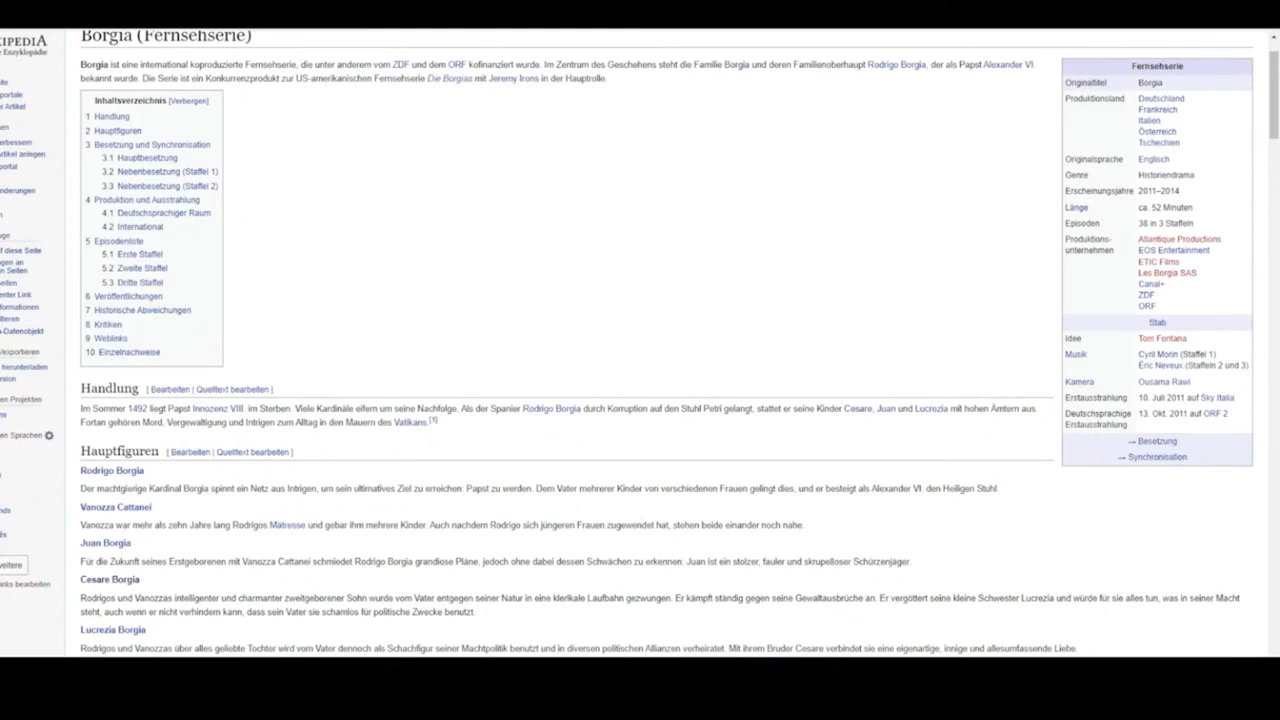 KIPEDIA
Enzyklopädie
Borgia (Fernsehserie)
Borgia ist eine international koproduzierte Fernsehserie, die unter anderem vom ZDF und dem ORF kofinanziert wurde. Im Zentrum des Geschehens steht die Familie Borgia und deren Familienoberhaupt Rodrigo Borgia, der als Papst Alexander VI.
bekannt wurde. Die Serie ist ein Konkurrenzprodukt zur US-amerikanischen Fernsehserie Die Borgias mit Jeremy Irons in der Hauptrolle.
Inhaltsverzeichnis [Verbergen]
1 Handlung
2 Hauptfiguren
3 Besetzung und Synchronisation
3.1 Hauptbesetzung
3.2 Nebenbesetzung (Staffel 1)
3.3 Nebenbesetzung (Staffel 2)
4 Produktion und Ausstrahlung
4.1 Deutschsprachiger Raum
4.2 International
5 Episodenliste
5.1 Erste Staffel
5.2 Zweite Staffel
5.3 Dritte Staffel
6 Veröffentlichungen
7 Historische Abweichungen
8 Kritiken
9 Weblinks
10 Einzelnachweise
Handlung [ Bearbeiten | Quelltext bearbeiten ]
Im Sommer 1492 liegt Papst Innozenz VIII. im Sterben. Viele Kardinäle eifern um seine Nachfolge. Als der Spanier Rodrigo Borgia durch Korruption auf den Stuhl Petri gelangt, stattet er seine Kinder Cesare, Juan und Lucrezia mit hohen Ämtern aus.
Fortan gehören Mord, Vergewaltigung und Intrigen zum Alltag in den Mauern des Vatikans.[1]
Hauptfiguren [ Bearbeiten | Quelltext bearbeiten ]
Rodrigo Borgia
Der machtgierige Kardinal Borgia spinnt ein Netz aus Intrigen, um sein ultimatives Ziel zu erreichen: Papst zu werden. Dem Vater mehrerer Kinder von verschiedenen Frauen gelingt dies, und er besteigt als Alexander VI. den Heiligen Stuhl.
Vanozza Cattanei
Vanozza war mehr als zehn Jahre lang Rodrigos Mätresse und gebar ihm mehrere Kinder. Auch nachdem Rodrigo sich jüngeren Frauen zugewendet hat, stehen beide einander noch nahe.
Juan Borgia
Für die Zukunft seines Erstgeborenen mit Vanozza Cattanei schmiedet Rodrigo Borgia grandiose Pläne, jedoch ohne dabei dessen Schwächen zu erkennen: Juan ist ein stolzer, fauler und skrupelloser Schürzenjäger.
Cesare Borgia
Rodrigos und Vanozzas intelligenter und charmanter zweitgeborener Sohn wurde vom Vater entgegen seiner Natur in eine klerikale Laufbahn gezwungen. Er kämpft ständig gegen seine Gewaltausbrüche an. Er vergöttert seine kleine Schwester Lucrezia und würde für sie alles tun, was in seiner Macht
steht, auch wenn er nicht verhindern kann, dass sein Vater sie schamlos für politische Zwecke benutzt.
Lucrezia Borgia
Rodrigos und Vanozzas über alles geliebte Tochter wird vom Vater dennoch als Schachfigur seiner Machtpolitik benutzt und in diversen politischen Allianzen verheiratet. Mit ihrem Bruder Cesare verbindet sie eine eigenartige, innige und allesumfassende Liebe.
Fernsehserie
Originaltitel Borgia
Produktionsland Deutschland
Frankreich
Italien
Österreich
Tschechien
Originalsprache Englisch
Genre Historiendrama
Erscheinungsjahre 2011–2014
Länge ca. 52 Minuten
Episoden 38 in 3 Staffeln
Produktions- Atlantique Productions
unternehmen EOS Entertainment
ETIC Films
Les Borgia SAS
Canal+
ZDF
ORF
Stab
Idee Tom Fontana
Musik Cyril Morin (Staffel 1)
Éric Neveux (Staffeln 2 und 3)
Kamera Ousama Rawi
Erstausstrahlung 10. Juli 2011 auf Sky Italia
Deutschsprachige 13. Okt. 2011 auf ORF 2
Erstausstrahlung
→ Besetzung
→ Synchronisation